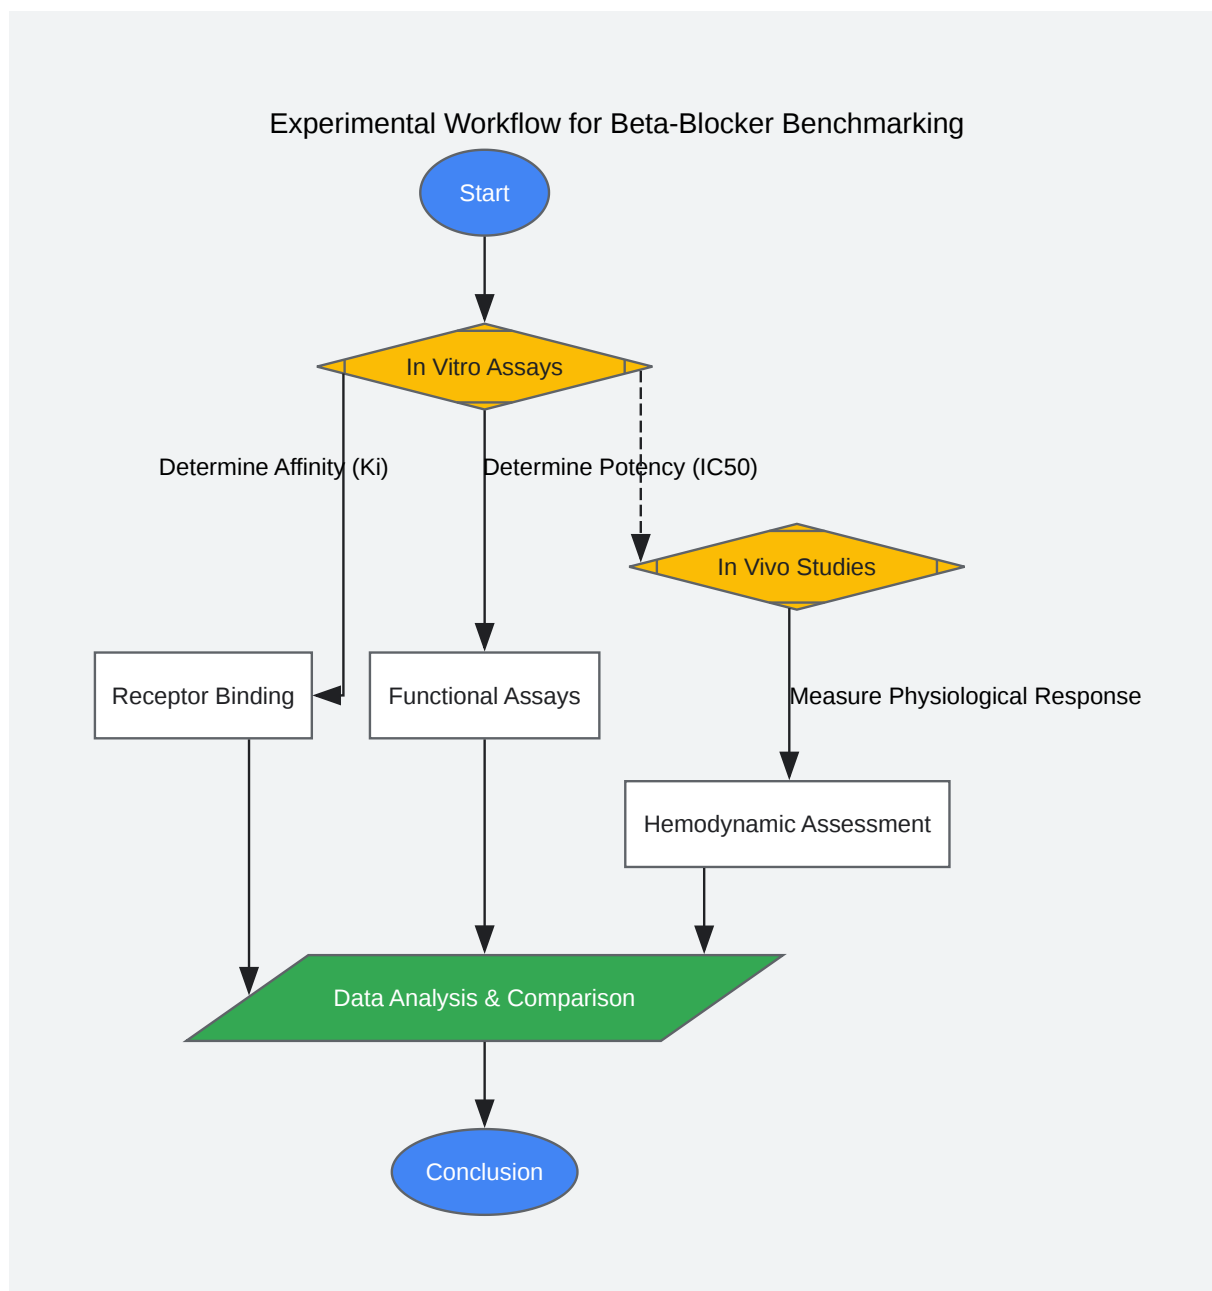 Experimental Workflow for Beta-Blocker Benchmarking
Start
In Vitro Assays
Determine Affinity (Ki)
Determine Potency (IC50)
In Vivo Studies
Receptor Binding
Functional Assays
Measure Physiological Response
Hemodynamic Assessment
Data Analysis & Comparison
Conclusion